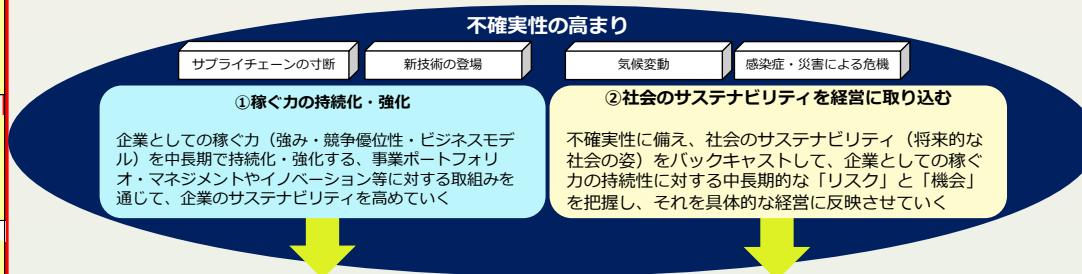 不確実性の高まり
サプライチェーンの寸断
新技術の登場
気候変動
感染症・災害による危機
①稼ぐ力の持続化・強化
企業としての稼ぐ力（強み・競争優位性・ビジネスモデ
ル）を中長期で持続化・強化する、事業ポートフォリ
オ・マネジメントやイノベーション等に対する取組みを
通じて、企業のサステナビリティを高めていく
②社会のサステナビリティを経営に取り込む
不確実性に備え、社会のサステナビリティ（将来的な
社会の姿）をバックキャストして、企業としての稼ぐ
力の持続性に対する中長期的な「リスク」と「機会」
を把握し、それを具体的な経営に反映させていく